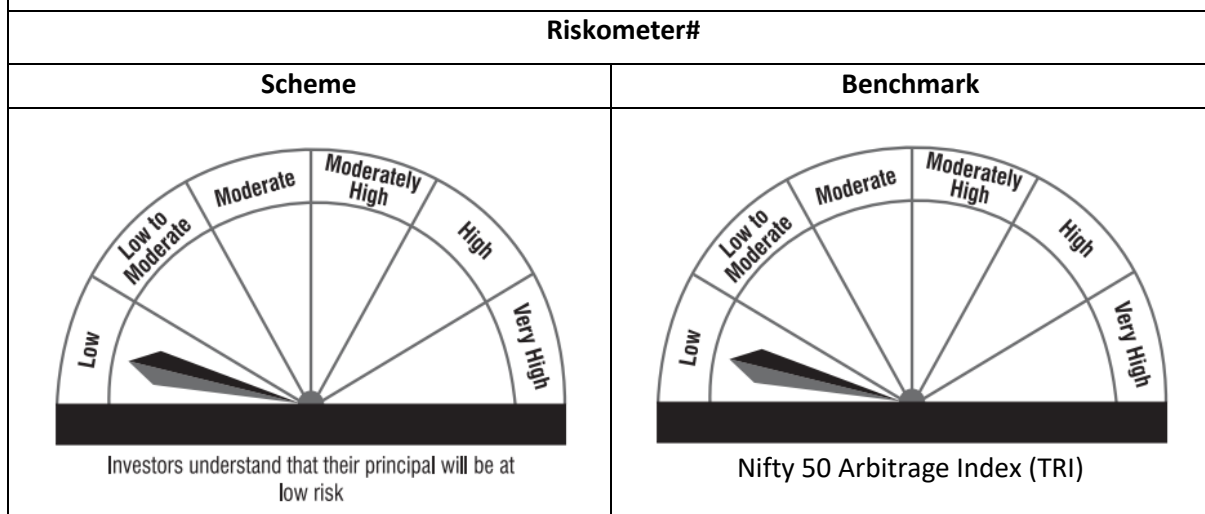 Riskometer#
Scheme
Benchmark
Low
Low to
Moderate
Moderate
Moderately
High
High
Very High
Investors understand that their principal will be at
low risk
Low
Low to
Moderate
Moderate
Moderately
High
High
Very High
Nifty 50 Arbitrage Index (TRI)